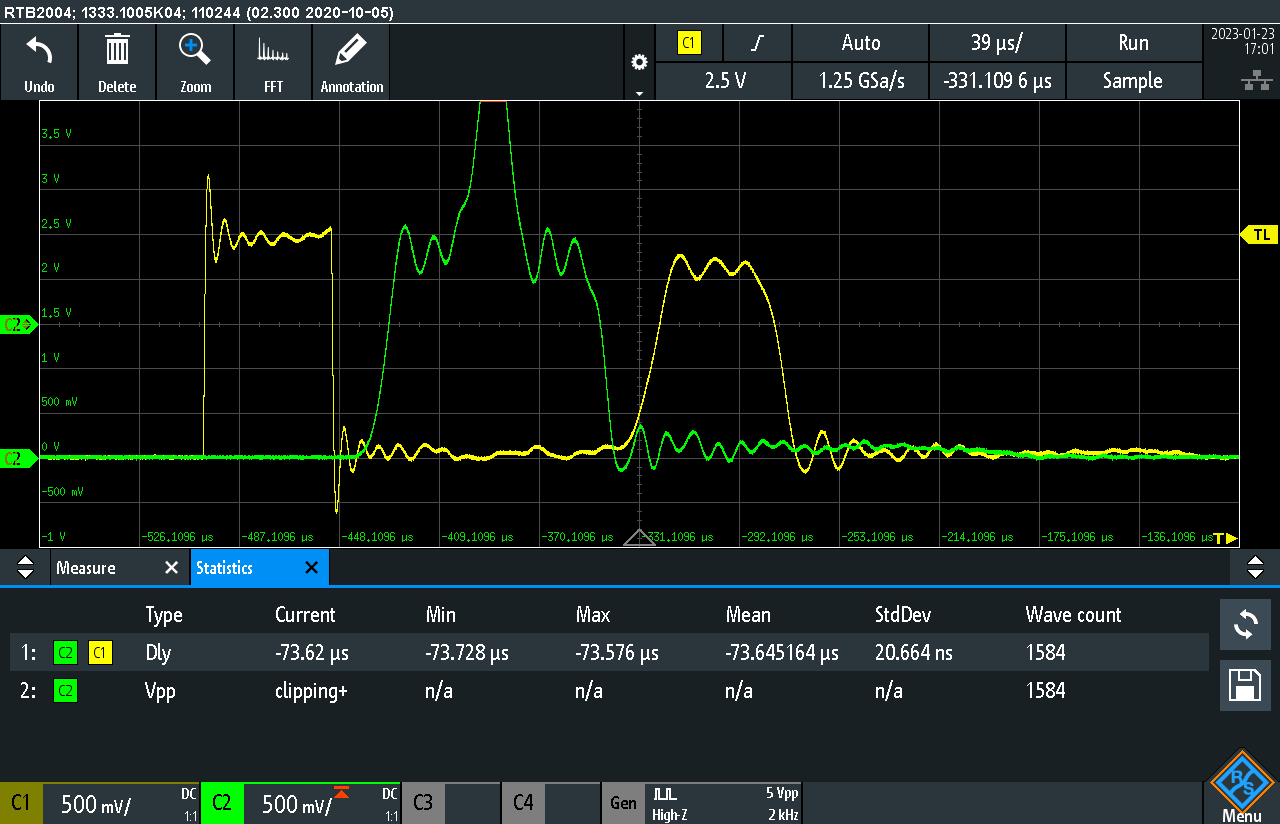 RTB2004; 1333.1005K04; 110244 (02.300 2020-10-05)
Undo Delete Zoom FFT Annotation
C1 Auto 39 µs/ Run
2.5 V 1.25 GSa/s -331.109 6 µs Sample
2023-01-23
17:01
3.5 V
3 V
2.5 V
TL
2 V
1.5 V
C2
1 V
500 mV
0 V
C2
-500 mV
-1 V -526.1096 µs -487.1096 µs -448.1096 µs -409.1096 µs -370.1096 µs -331.1096 µs -292.1096 µs -253.1096 µs -214.1096 µs -175.1096 µs -136.1096 µs T
Measure Statistics
Type Current Min Max Mean StdDev Wave count
1: C2 C1 Dly -73.62 µs -73.728 µs -73.576 µs -73.645164 µs 20.664 ns 1584
2: C2 Vpp clipping+ n/a n/a n/a n/a 1584
C1 500 mV/ DC 1:1
C2 500 mV/ DC 1:1
C3
C4
Gen High-Z 5 Vpp 2 kHz
R S
Menu